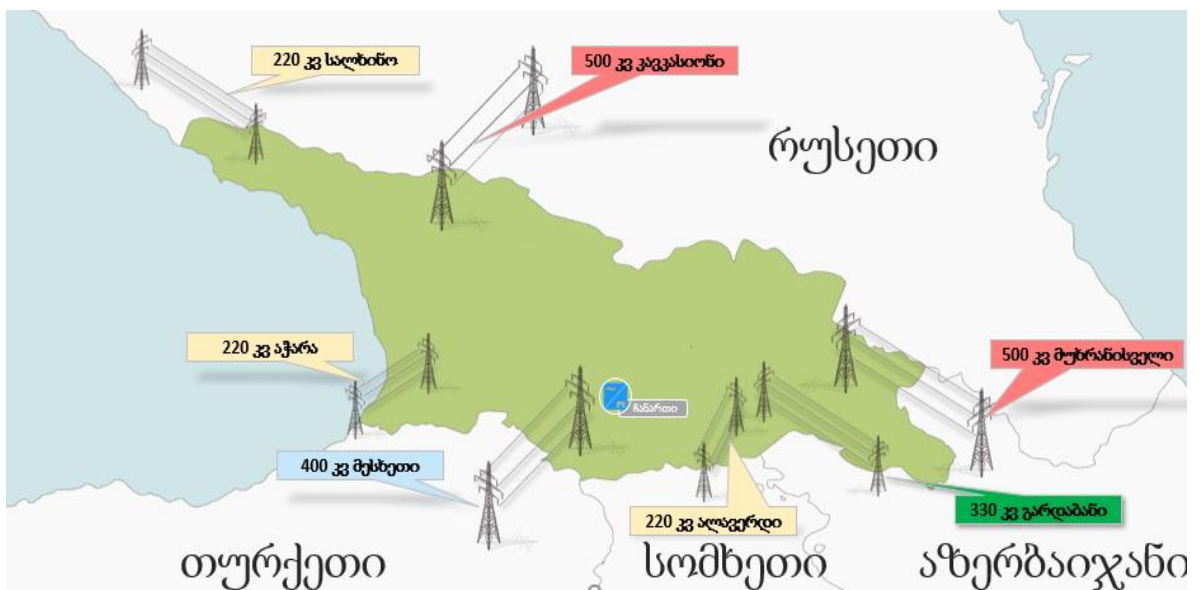 220 კვ სალხინო
500 კვ კავკასიონი
რუსეთი
220 კვ აჭარა
500 კვ მუხრანისველი
ჩანართი
400 კვ მესხეთი
330 კვ გარდაბანი
220 კვ ალავერდი
თურქეთი
სომხეთი
აზერბაიჯანი